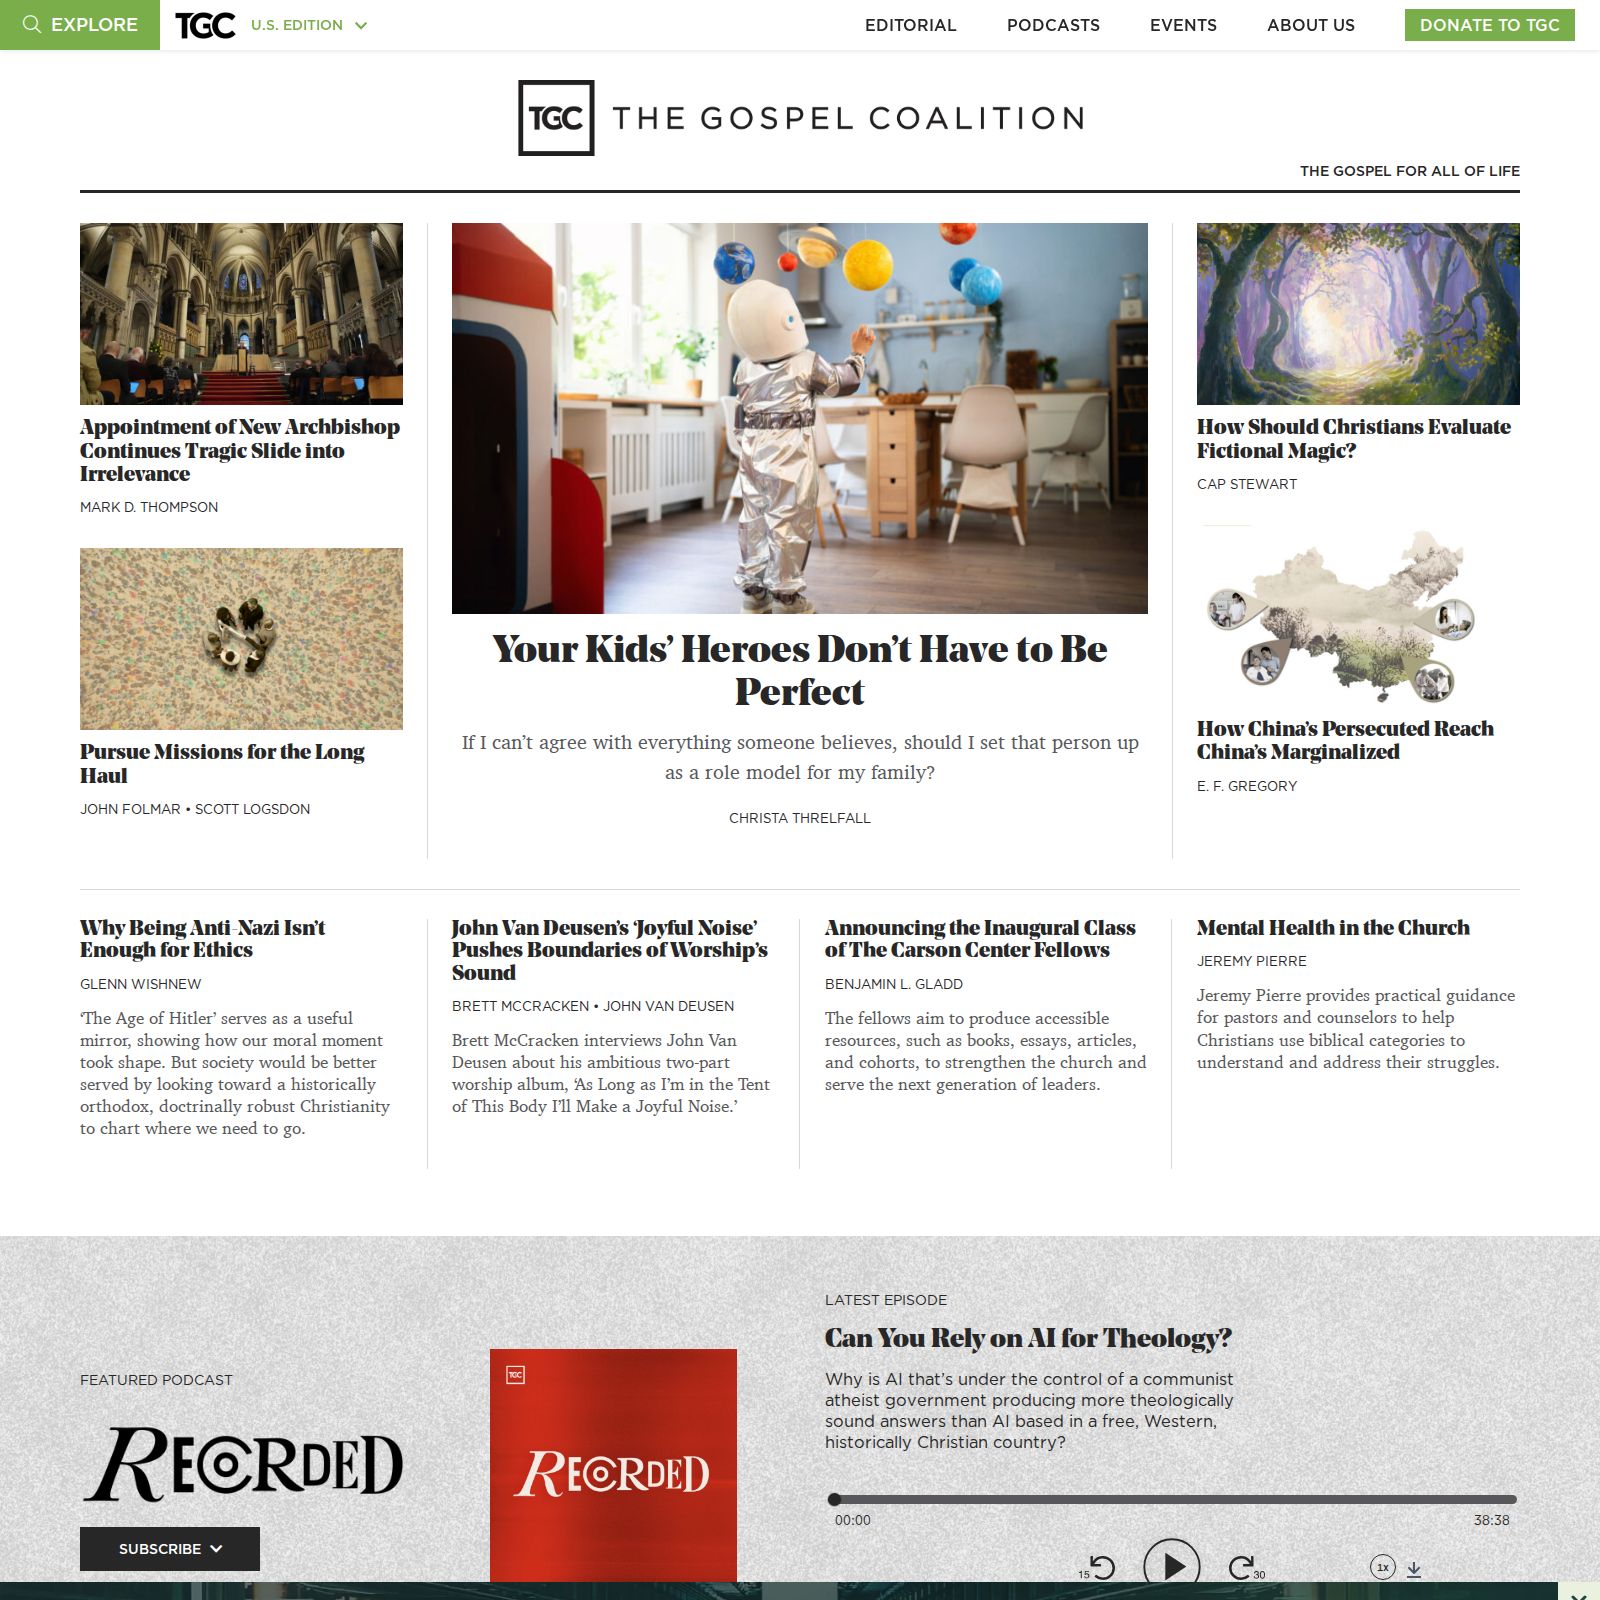 EXPLORE
TGC
U.S. EDITION
EDITORIAL
PODCASTS
EVENTS
ABOUT US
DONATE TO TGC
TGC
THE GOSPEL COALITION
THE GOSPEL FOR ALL OF LIFE
Appointment of New Archbishop
Continues Tragic Slide into
Irrelevance
MARK D. THOMPSON
Pursue Missions for the Long
Haul
JOHN FOLMAR • SCOTT LOGSDON
Your Kids’ Heroes Don’t Have to Be
Perfect
If I can’t agree with everything someone believes, should I set that person up
as a role model for my family?
CHRISTA THRELFALL
How Should Christians Evaluate
Fictional Magic?
CAP STEWART
How China’s Persecuted Reach
China’s Marginalized
E. F. GREGORY
Why Being Anti-Nazi Isn’t
Enough for Ethics
GLENN WISHNEW
‘The Age of Hitler’ serves as a useful
mirror, showing how our moral moment
took shape. But society would be better
served by looking toward a historically
orthodox, doctrinally robust Christianity
to chart where we need to go.
John Van Deusen’s ‘Joyful Noise’
Pushes Boundaries of Worship’s
Sound
BRETT MCCRACKEN • JOHN VAN DEUSEN
Brett McCracken interviews John Van
Deusen about his ambitious two-part
worship album, ‘As Long as I’m in the Tent
of This Body I’ll Make a Joyful Noise.’
Announcing the Inaugural Class
of The Carson Center Fellows
BENJAMIN L. GLADD
The fellows aim to produce accessible
resources, such as books, essays, articles,
and cohorts, to strengthen the church and
serve the next generation of leaders.
Mental Health in the Church
JEREMY PIERRE
Jeremy Pierre provides practical guidance
for pastors and counselors to help
Christians use biblical categories to
understand and address their struggles.
FEATURED PODCAST
RECORDED
SUBSCRIBE
TGC
RECORDED
LATEST EPISODE
Can You Rely on AI for Theology?
Why is AI that’s under the control of a communist
atheist government producing more theologically
sound answers than AI based in a free, Western,
historically Christian country?
00:00
38:38
15
30
1x